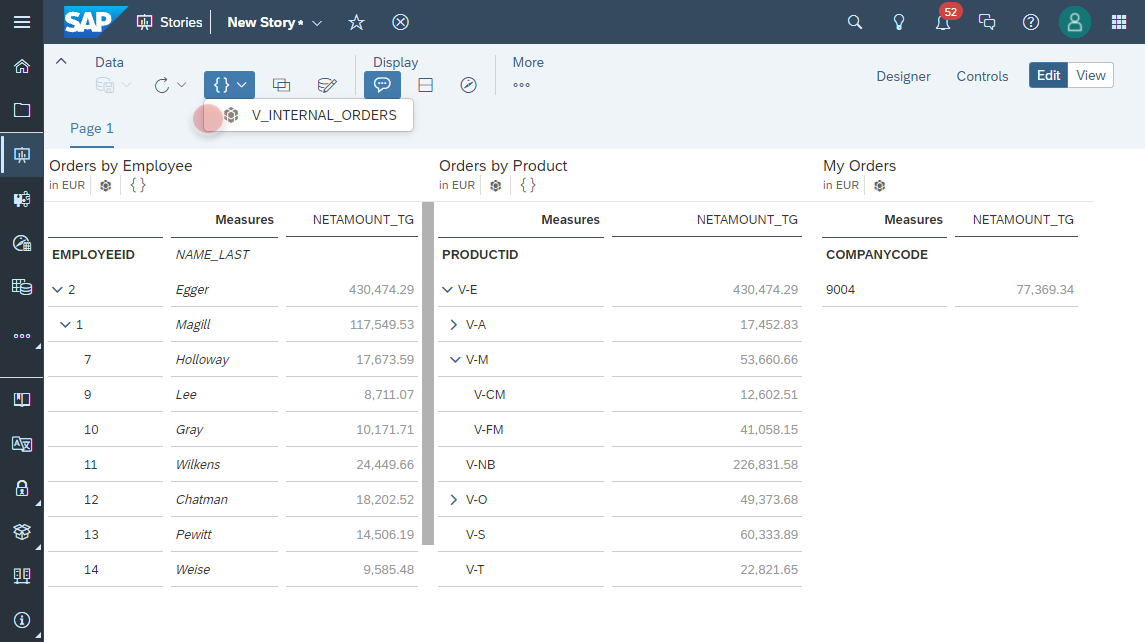 SAP Stories New Story* 52
Data Display More
Designer Controls Edit View
{}
V_INTERNAL_ORDERS
Page 1
Orders by Employee Orders by Product My Orders
in EUR {} in EUR {} in EUR
Measures NETAMOUNT_TG Measures NETAMOUNT_TG Measures NETAMOUNT_TG
EMPLOYEEID NAME_LAST PRODUCTID COMPANYCODE
2 Egger 430,474.29 V-E 430,474.29 9004 77,369.34
1 Magill 117,549.53 V-A 17,452.83
7 Holloway 17,673.59 V-M 53,660.66
9 Lee 8,711.07 V-CM 12,602.51
10 Gray 10,171.71 V-FM 41,058.15
11 Wilkens 24,449.66 V-NB 226,831.58
12 Chatman 18,202.52 V-O 49,373.68
13 Pewitt 14,506.19 V-S 60,333.89
14 Weise 9,585.48 V-T 22,821.65